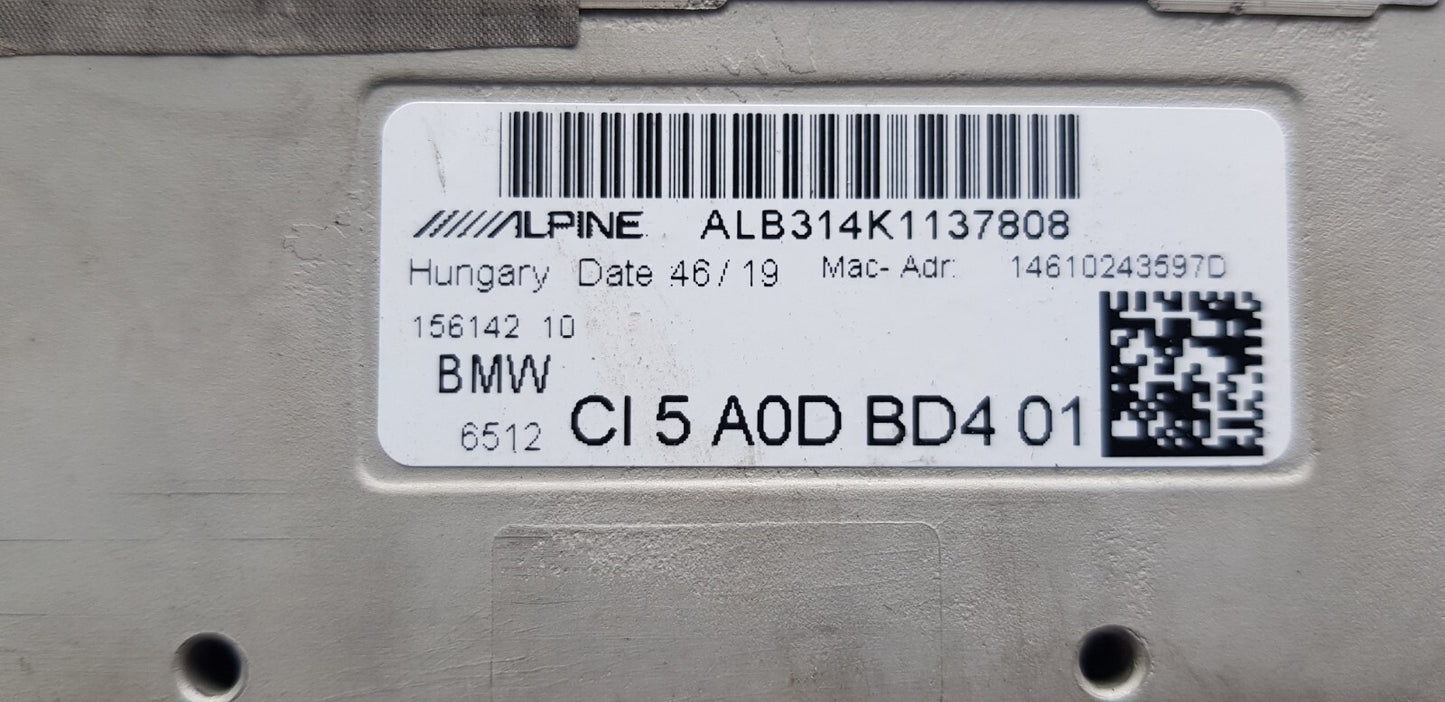 ALPINE ALB314K1137808
Hungary Date 46/19 Mac-Adr: 14610243597D
156142 10
BMW
6512 CI 5 A0D BD4 01